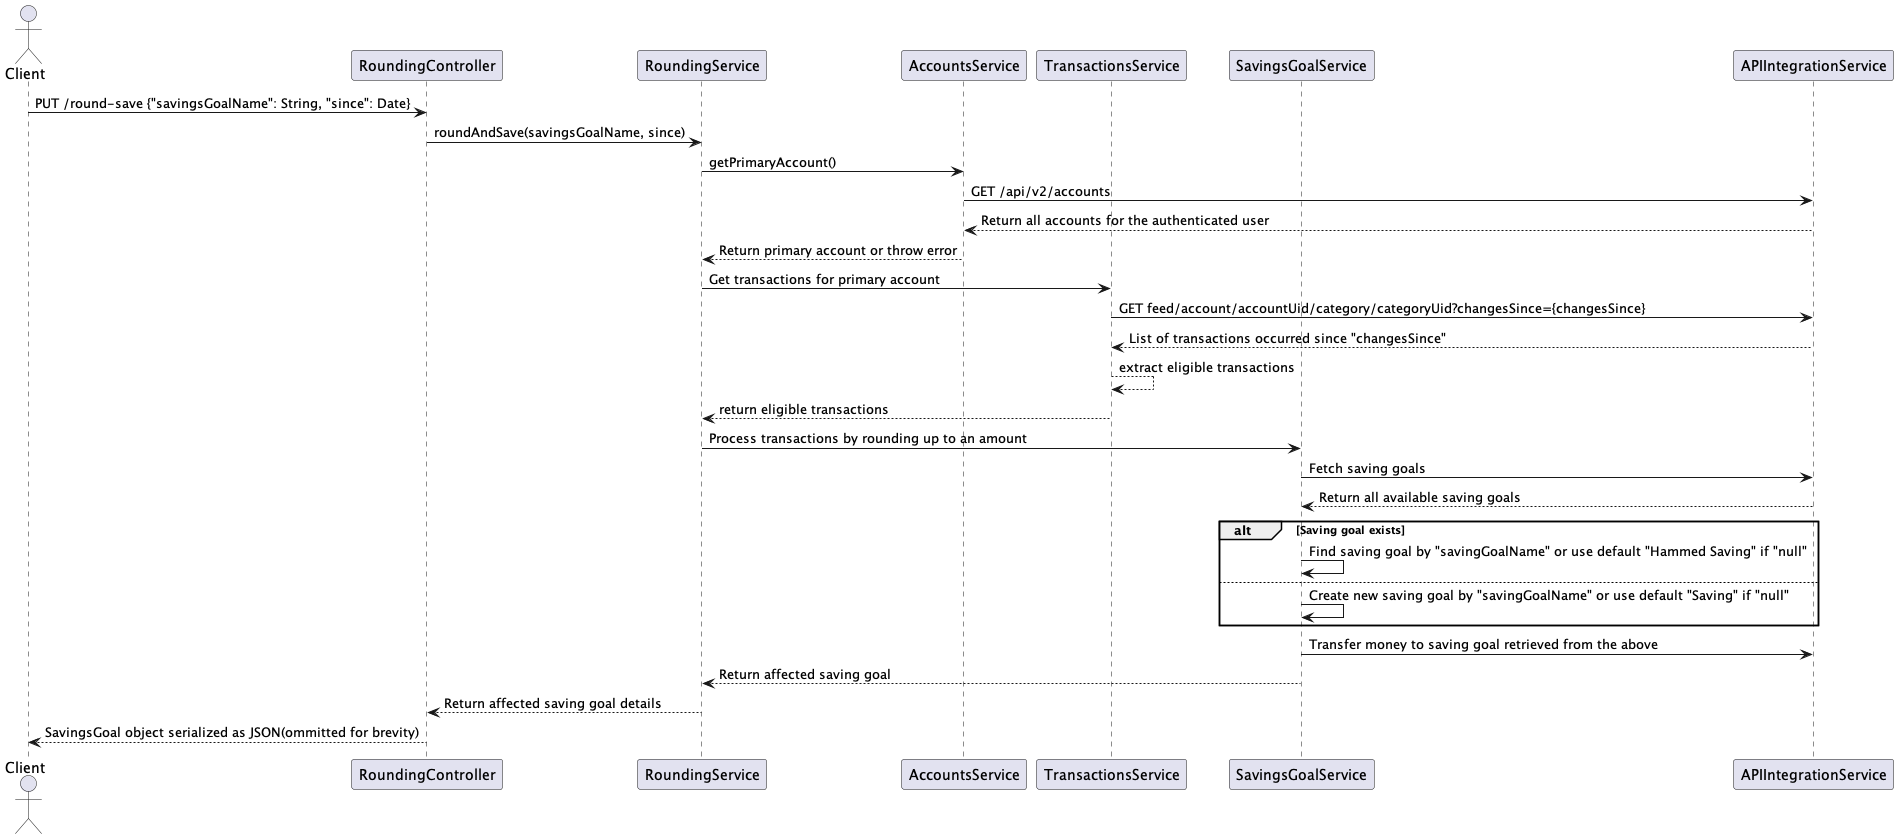 Client
RoundingController
RoundingService
AccountsService
TransactionsService
SavingsGoalService
APIIntegrationService
PUT /round-save {"savingsGoalName": String, "since": Date}
roundAndSave(savingsGoalName, since)
getPrimaryAccount()
GET /api/v2/accounts
Return all accounts for the authenticated user
Return primary account or throw error
Get transactions for primary account
GET feed/account/accountUid/category/categoryUid?changesSince={changesSince}
List of transactions occurred since "changesSince"
extract eligible transactions
return eligible transactions
Process transactions by rounding up to an amount
Fetch saving goals
Return all available saving goals
alt
[Saving goal exists]
Find saving goal by "savingGoalName" or use default "Hammed Saving" if "null"
Create new saving goal by "savingGoalName" or use default "Saving" if "null"
Transfer money to saving goal retrieved from the above
Return affected saving goal
Return affected saving goal details
SavingsGoal object serialized as JSON(ommitted for brevity)
Client
RoundingController
RoundingService
AccountsService
TransactionsService
SavingsGoalService
APIIntegrationService